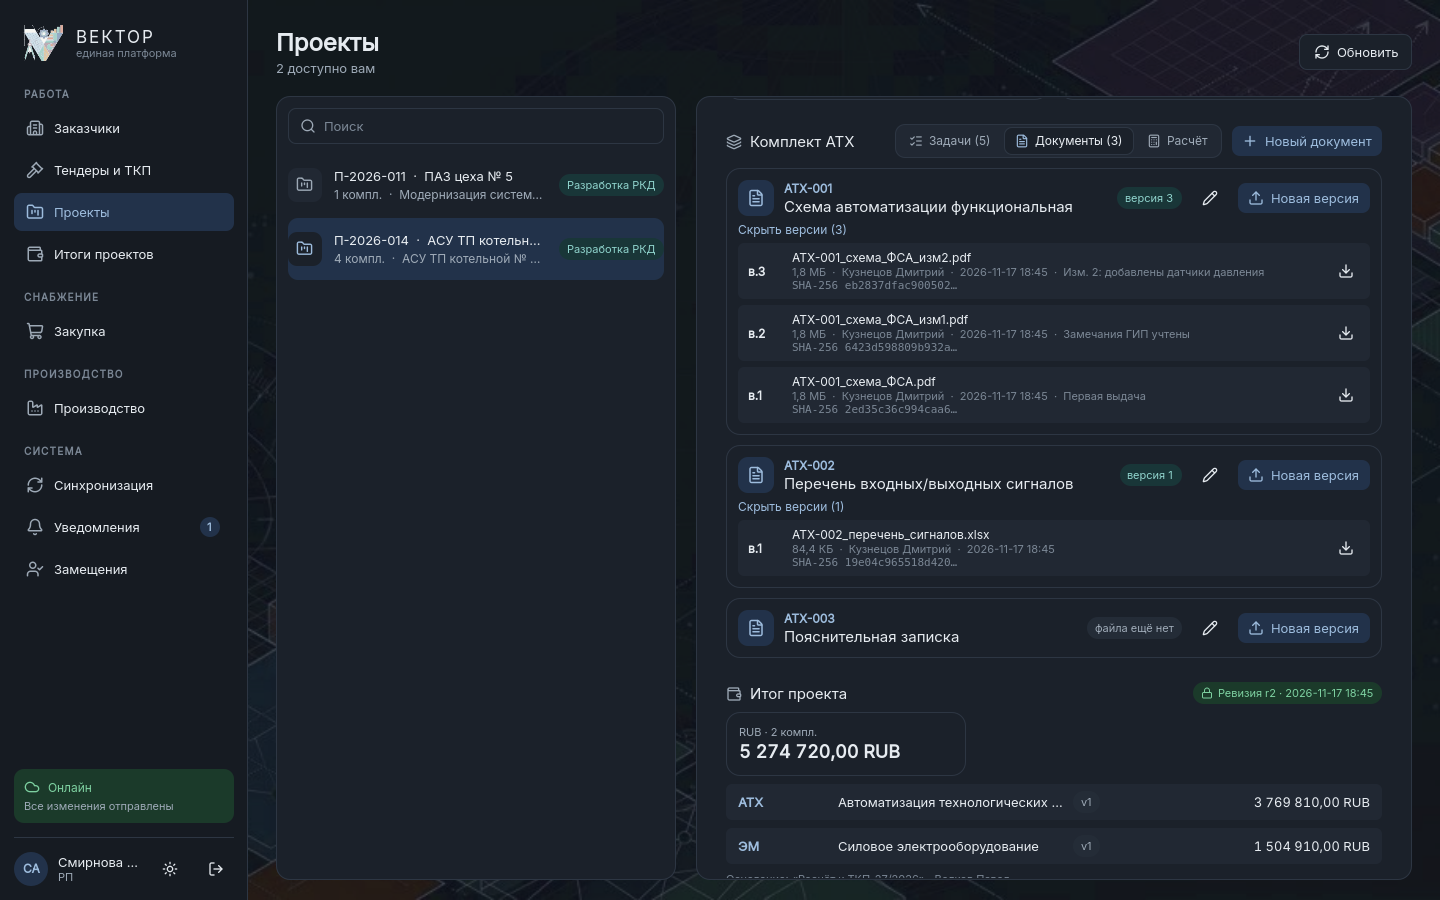 ВЕКТОР
единая платформа
РАБОТА
Заказчики
Тендеры и ТКП
Проекты
Итоги проектов
СНАБЖЕНИЕ
Закупка
ПРОИЗВОДСТВО
Производство
СИСТЕМА
Синхронизация
Уведомления 1
Замещения
Онлайн
Все изменения отправлены
СА Смирнова ...
РП
Проекты
2 доступно вам
Обновить
Поиск
П-2026-011 · ПАЗ цеха № 5
1 компл. · Модернизация систем...
Разработка РКД
П-2026-014 · АСУ ТП котельн...
4 компл. · АСУ ТП котельной № ...
Разработка РКД
Комплект АТХ
Задачи (5) Документы (3) Расчёт
Новый документ
АТХ-001
Схема автоматизации функциональная
версия 3
Новая версия
Скрыть версии (3)
в.3
АТХ-001_схема_ФСА_изм2.pdf
1,8 МБ · Кузнецов Дмитрий · 2026-11-17 18:45 · Изм. 2: добавлены датчики давления
SHA-256 eb2837dfac900502…
в.2
АТХ-001_схема_ФСА_изм1.pdf
1,8 МБ · Кузнецов Дмитрий · 2026-11-17 18:45 · Замечания ГИП учтены
SHA-256 6423d598809b932a…
в.1
АТХ-001_схема_ФСА.pdf
1,8 МБ · Кузнецов Дмитрий · 2026-11-17 18:45 · Первая выдача
SHA-256 2ed35c36c994caa6…
АТХ-002
Перечень входных/выходных сигналов
версия 1
Новая версия
Скрыть версии (1)
в.1
АТХ-002_перечень_сигналов.xlsx
84,4 КБ · Кузнецов Дмитрий · 2026-11-17 18:45
SHA-256 19e04c965518d420…
АТХ-003
Пояснительная записка
файла ещё нет
Новая версия
Итог проекта
Ревизия r2 · 2026-11-17 18:45
RUB · 2 компл.
5 274 720,00 RUB
АТХ Автоматизация технологических ... v1 3 769 810,00 RUB
ЭМ Силовое электрооборудование v1 1 504 910,00 RUB